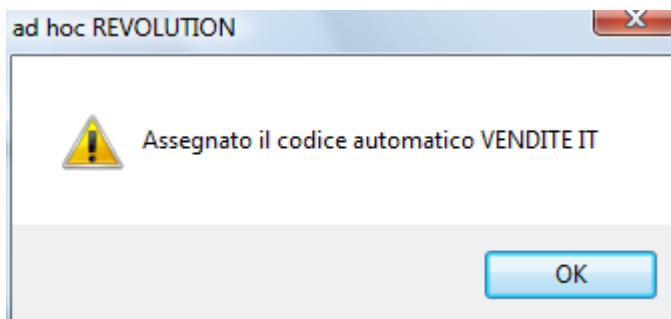 ad hoc REVOLUTION
Assegnato il codice automatico VENDITE IT
OK